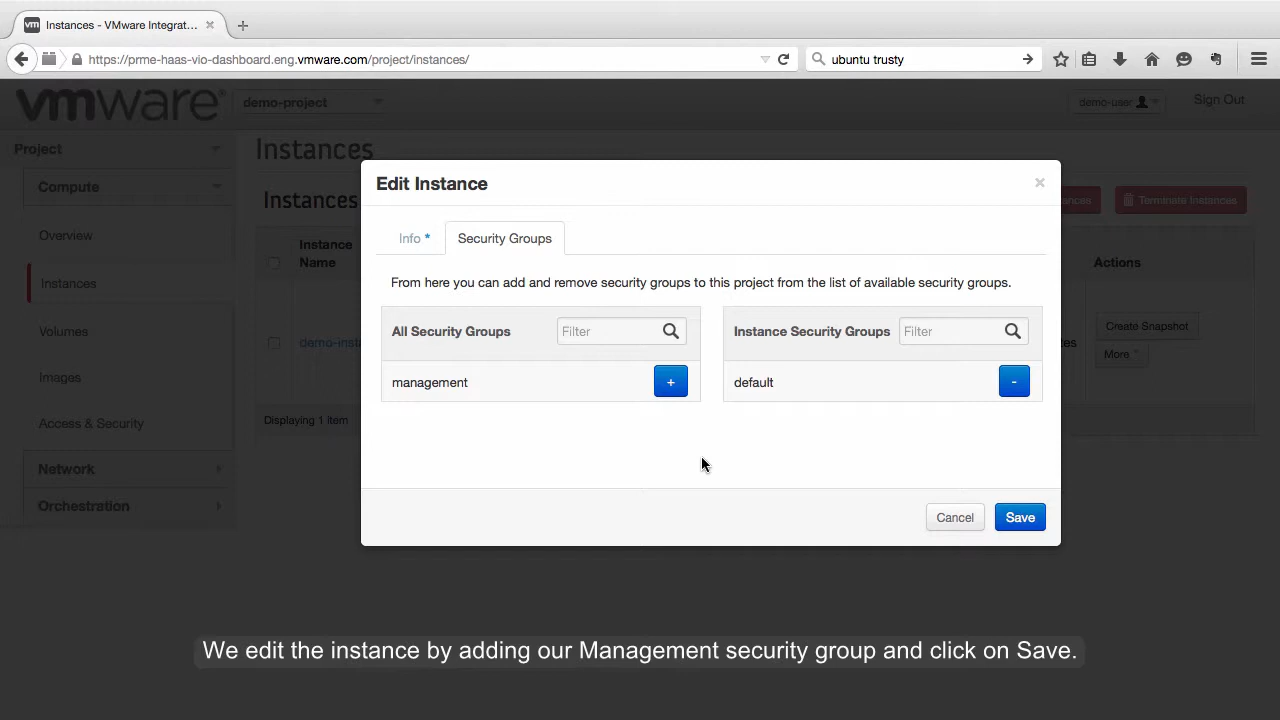 vm Instances - VMware Integrat...
https://prme-haas-vio-dashboard.eng.vmware.com/project/instances/
ubuntu trusty
vmware
demo-project
demo-user
Sign Out
Project
Compute
Overview
Instances
Volumes
Images
Access & Security
Network
Orchestration
Instances
Instances
Terminate Instances
Instance
Name
Actions
Create Snapshot
More
Displaying 1 item
Edit Instance
Info *
Security Groups
From here you can add and remove security groups to this project from the list of available security groups.
All Security Groups
Filter
Instance Security Groups
Filter
management
+
default
-
Cancel
Save
We edit the instance by adding our Management security group and click on Save.